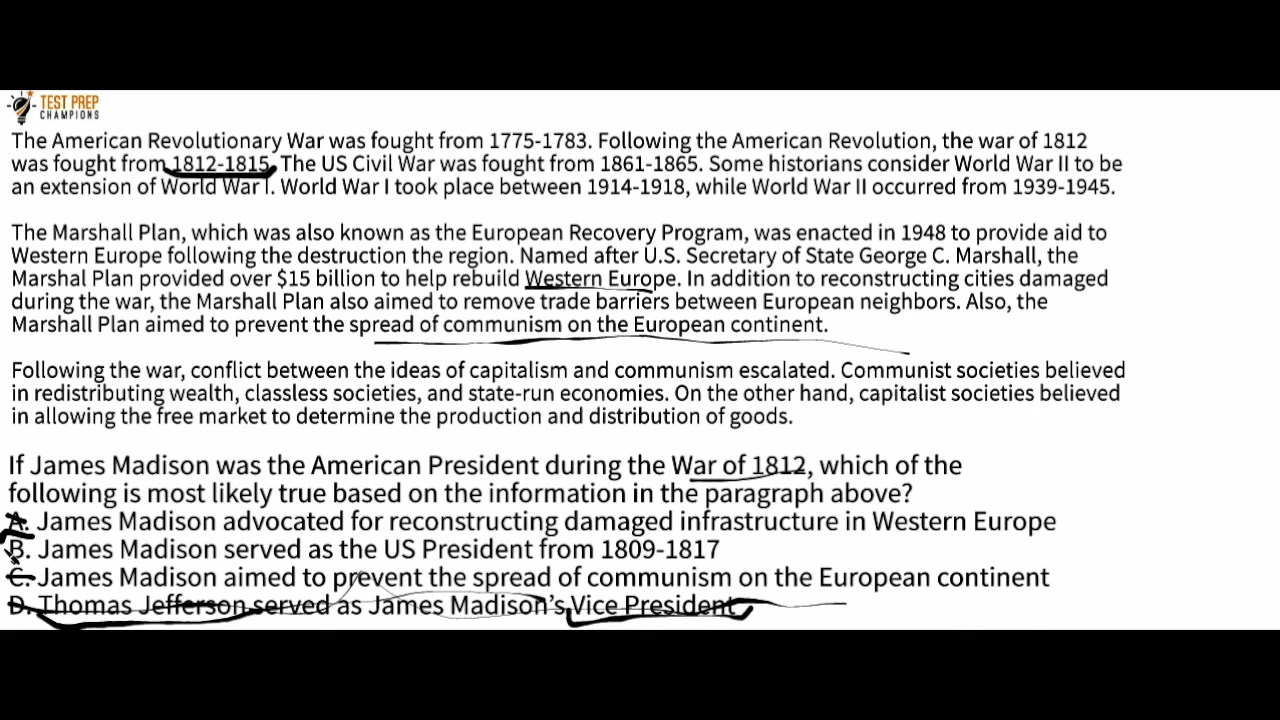 TEST PREP
CHAMPIONS
The American Revolutionary War was fought from 1775-1783. Following the American Revolution, the war of 1812
was fought from 1812-1815. The US Civil War was fought from 1861-1865. Some historians consider World War II to be
an extension of World War I. World War I took place between 1914-1918, while World War II occurred from 1939-1945.
The Marshall Plan, which was also known as the European Recovery Program, was enacted in 1948 to provide aid to
Western Europe following the destruction the region. Named after U.S. Secretary of State George C. Marshall, the
Marshal Plan provided over $15 billion to help rebuild Western Europe. In addition to reconstructing cities damaged
during the war, the Marshall Plan also aimed to remove trade barriers between European neighbors. Also, the
Marshall Plan aimed to prevent the spread of communism on the European continent.
Following the war, conflict between the ideas of capitalism and communism escalated. Communist societies believed
in redistributing wealth, classless societies, and state-run economies. On the other hand, capitalist societies believed
in allowing the free market to determine the production and distribution of goods.
If James Madison was the American President during the War of 1812, which of the
following is most likely true based on the information in the paragraph above?
A. James Madison advocated for reconstructing damaged infrastructure in Western Europe
B. James Madison served as the US President from 1809-1817
C. James Madison aimed to prevent the spread of communism on the European continent
D. Thomas Jefferson served as James Madison's Vice President